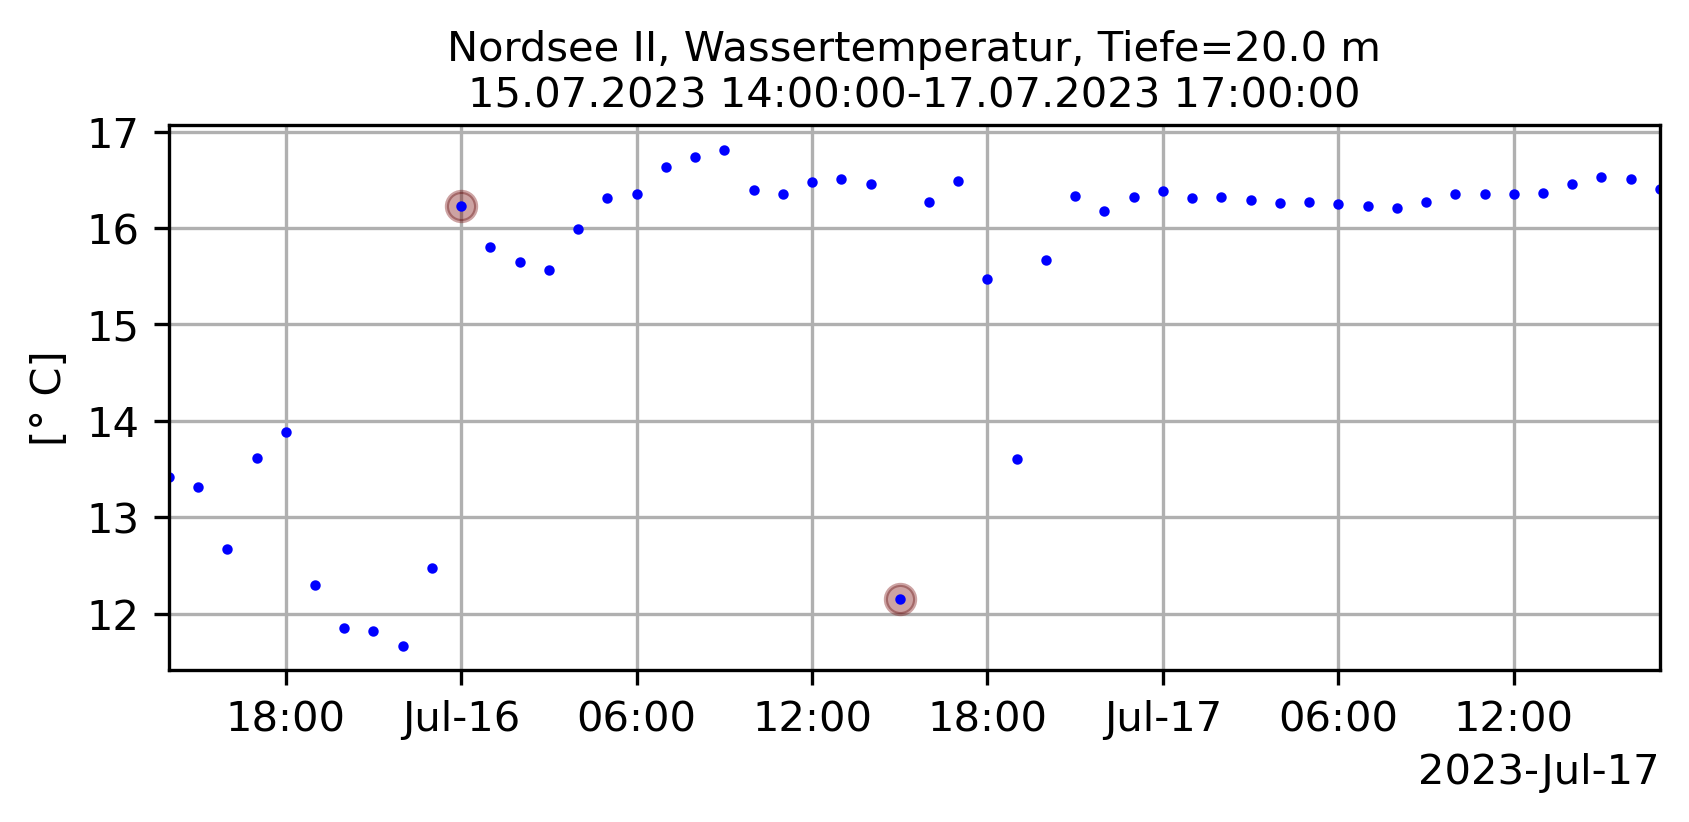 Nordsee II, Wassertemperatur, Tiefe=20.0 m
15.07.2023 14:00:00-17.07.2023 17:00:00
17
16
15
14
13
12
[° C]
18:00 Jul-16 06:00 12:00 18:00 Jul-17 06:00 12:00
2023-Jul-17